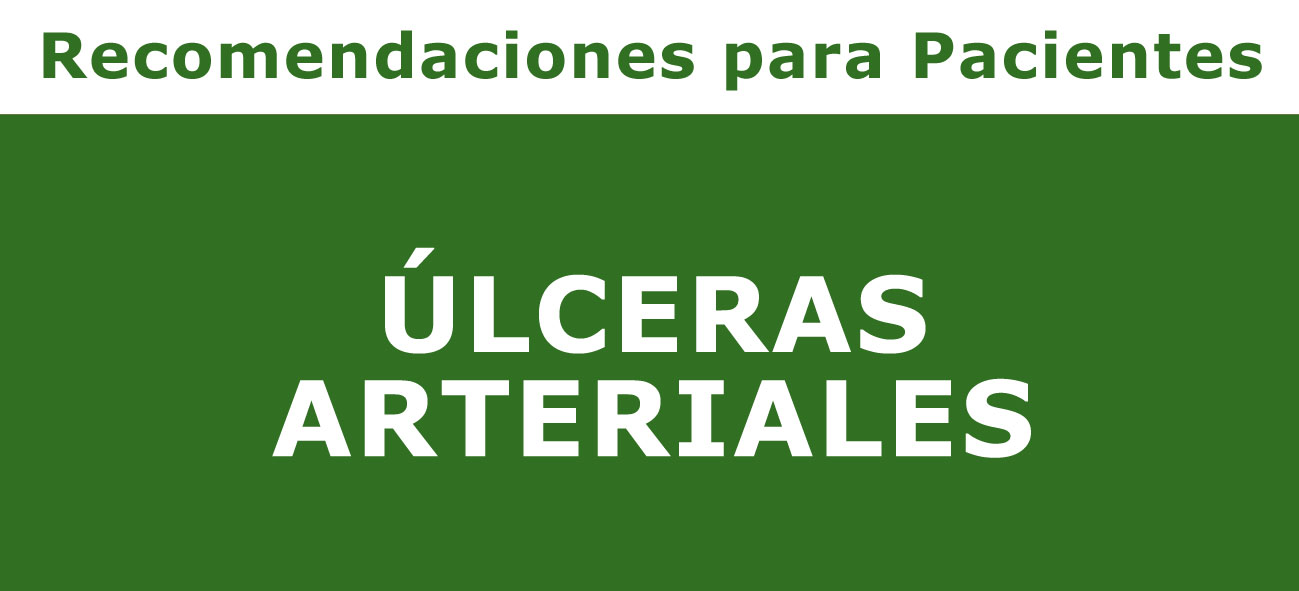 Recomendaciones para Pacientes
ÚLCERAS
ARTERIALES